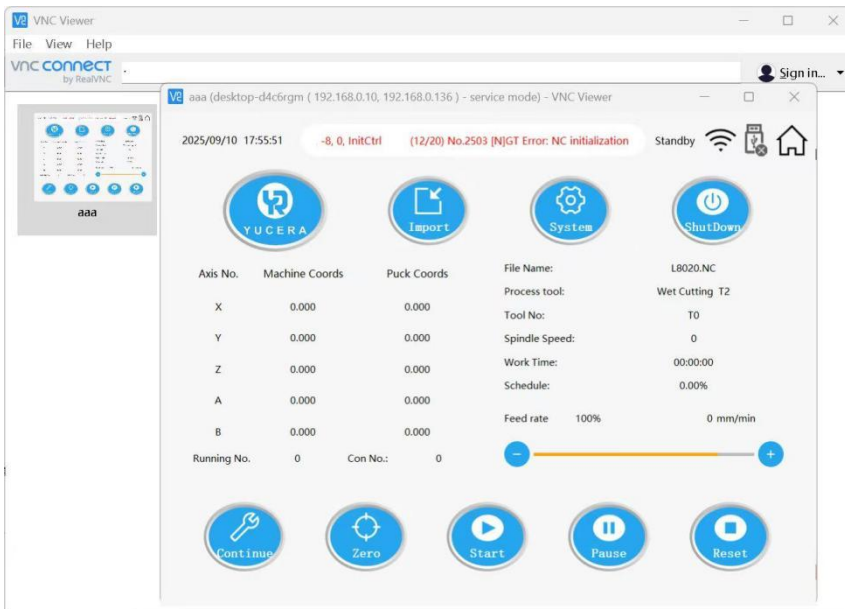 VNC Viewer
File View Help
VNC CONNECT
by RealVNC
Sign in...
aaa
aaa (desktop-d4c6rgm ( 192.168.0.10, 192.168.0.136 ) - service mode) - VNC Viewer
2025/09/10 17:55:51 -8, 0, InitCtrl (12/20) No.2503 [N]GT Error: NC initialization Standby
YUCERA
Import
System
ShutDown
Axis No. Machine Coords Puck Coords
X 0.000 0.000
Y 0.000 0.000
Z 0.000 0.000
A 0.000 0.000
B 0.000 0.000
Running No. 0 Con No.: 0
File Name: L8020.NC
Process tool: Wet Cutting T2
Tool No: T0
Spindle Speed: 0
Work Time: 00:00:00
Schedule: 0.00%
Feed rate 100% 0 mm/min
Continue
Zero
Start
Pause
Reset